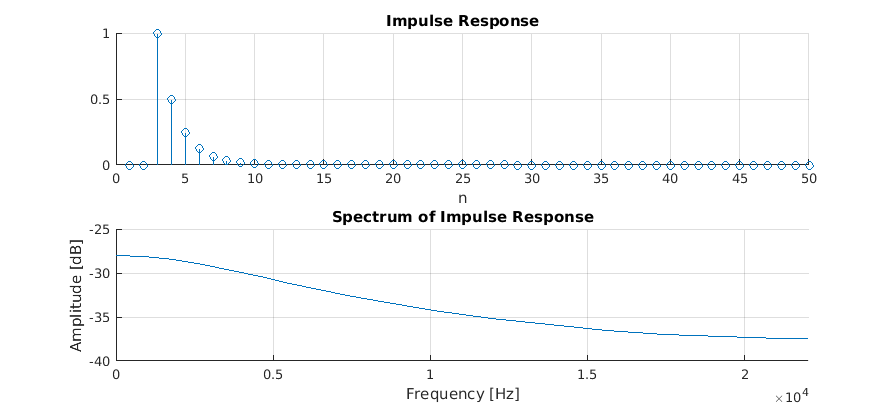 Impulse Response
1
0.5
0
0 5 10 15 20 25 30 35 40 45 50
n
Spectrum of Impulse Response
Amplitude [dB]
-25
-30
-35
-40
0 0.5 1 1.5 2
Frequency [Hz]
×10⁴